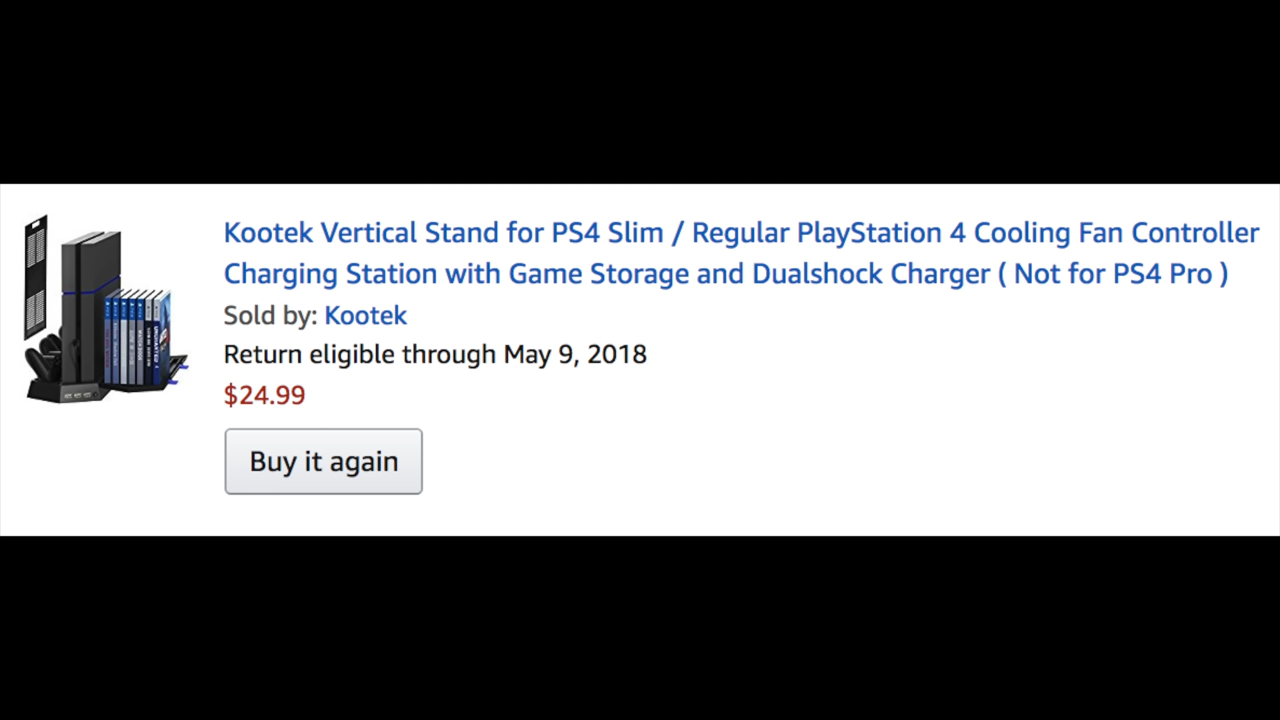 Kootek Vertical Stand for PS4 Slim / Regular PlayStation 4 Cooling Fan Controller
Charging Station with Game Storage and Dualshock Charger ( Not for PS4 Pro )
Sold by: Kootek
Return eligible through May 9, 2018
$24.99
Buy it again